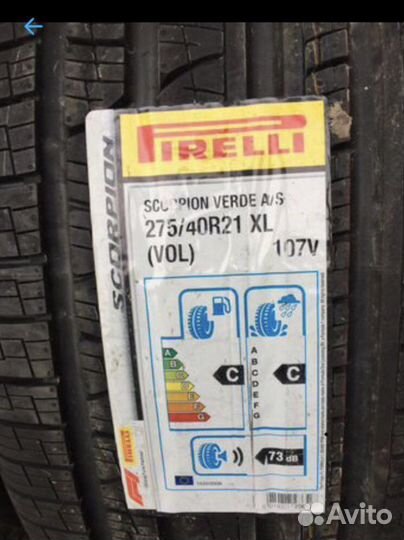 PIRELLI
SCORPION VERDE A/S
275/40R21 XL
(VOL) 107V
SCORPION
A
B
C
D
E
F
G
C
A
B
C
D
E
F
G
C
73 dB
PIRELLI
Avito